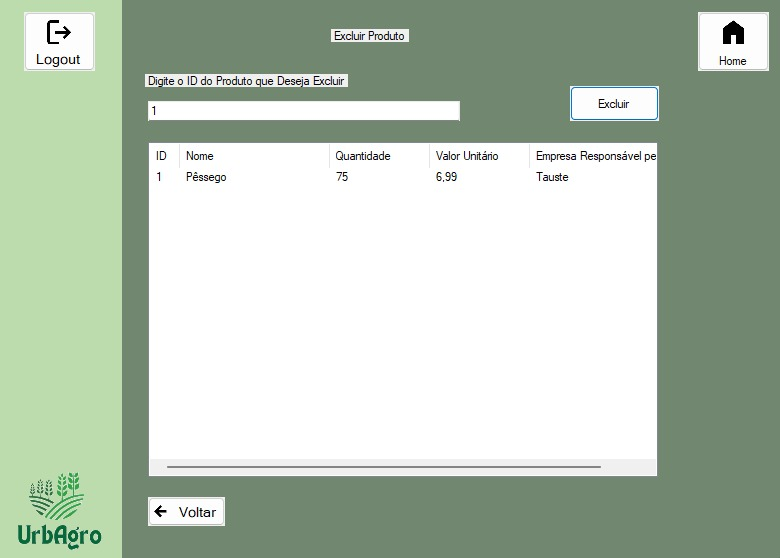 Logout
Excluir Produto
Home
Digite o ID do Produto que Deseja Excluir
1
Excluir
ID Nome Quantidade Valor Unitário Empresa Responsável pe
1 Pêssego 75 6,99 Tauste
Voltar
UrbAgro